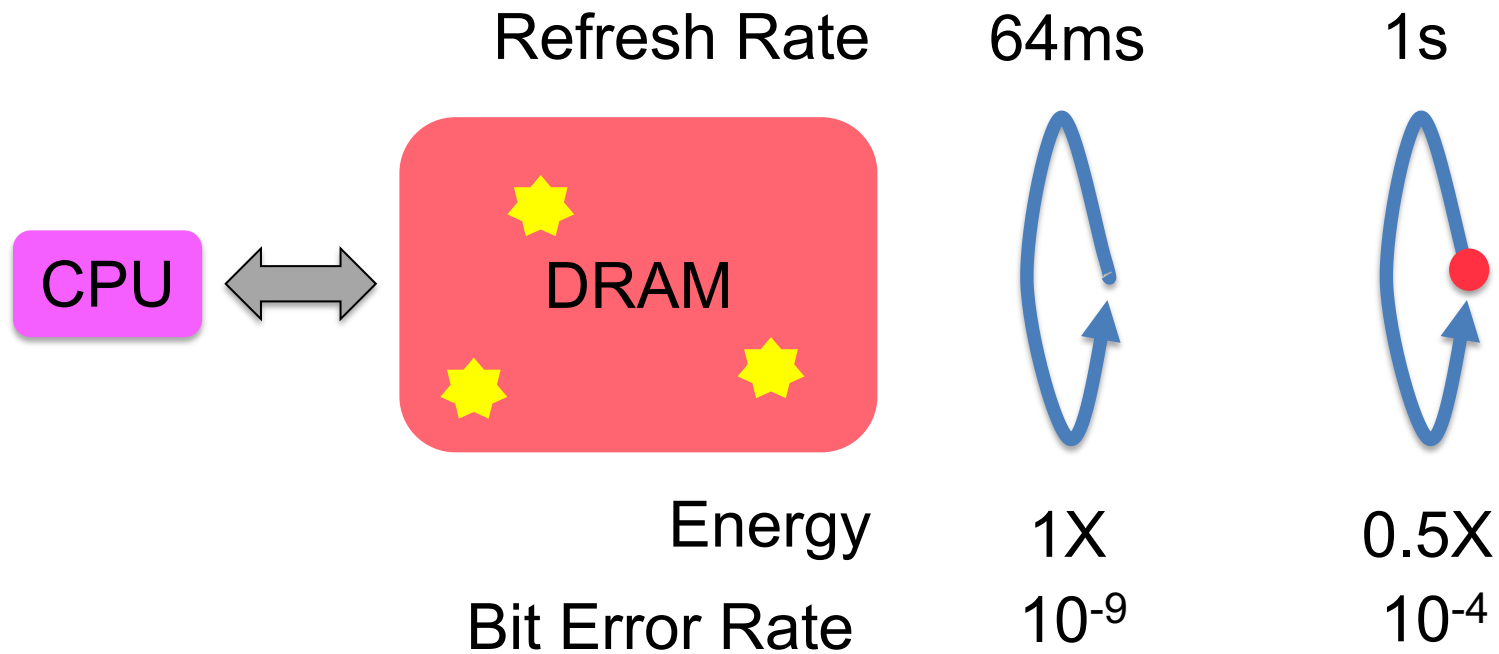 Refresh Rate 64ms 1s
CPU
DRAM
Energy 1X 0.5X
Bit Error Rate 10⁻⁹ 10⁻⁴